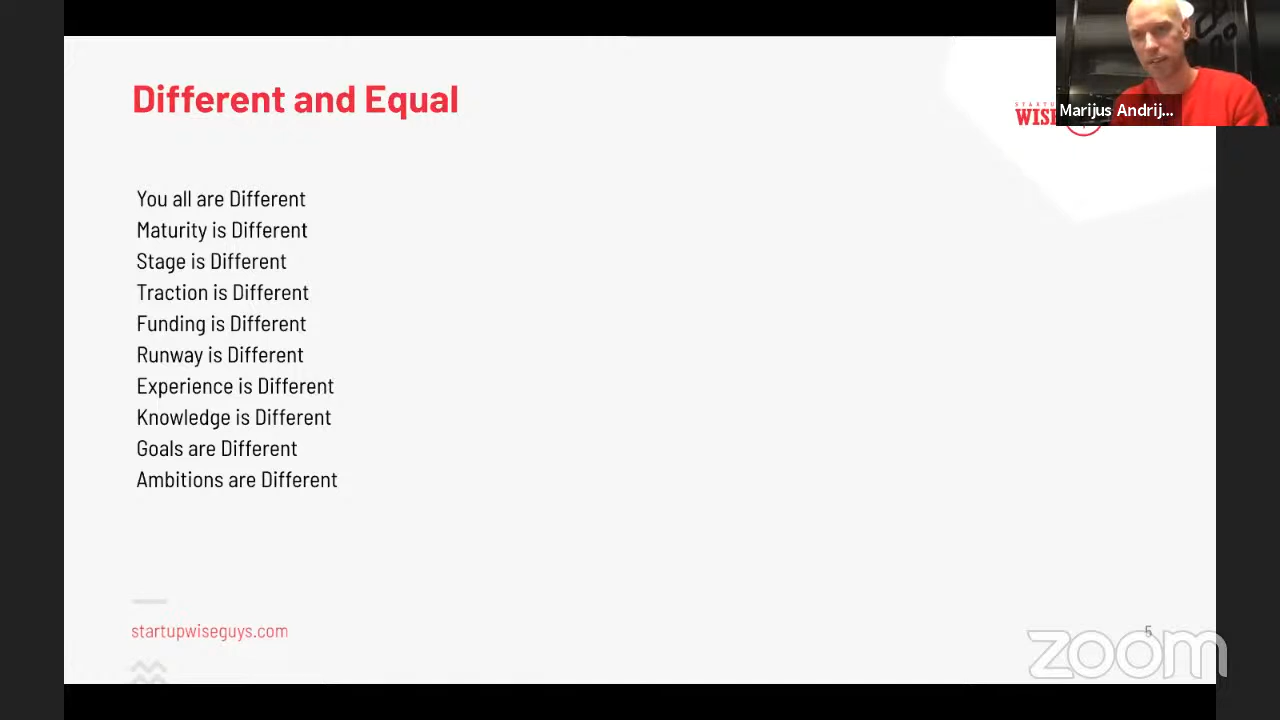 Different and Equal
STARTU
WISE
Marijus Andrij...
You all are Different
Maturity is Different
Stage is Different
Traction is Different
Funding is Different
Runway is Different
Experience is Different
Knowledge is Different
Goals are Different
Ambitions are Different
startupwiseguys.com
5
zoom